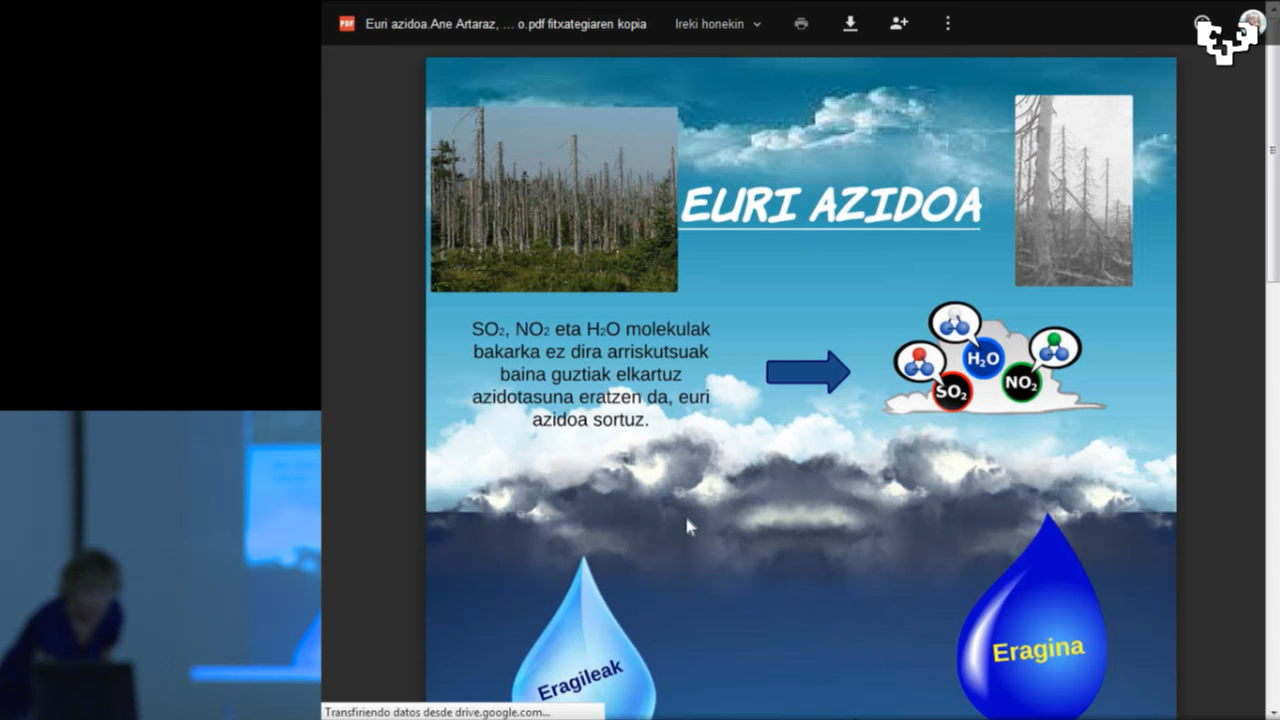 PDF
Euri azidoa.Ane Artaraz, ... o.pdf fitxategiaren kopia
Ireki honekin
EURI AZIDOA
SO₂, NO₂ eta H₂O molekulak
bakarka ez dira arriskutsuak
baina guztiak elkartuz
azidotasuna eratzen da, euri
azidoa sortuz.
H₂O
SO₂
NO₂
Eragileak
Eragina
Transfiriendo datos desde drive.google.com...